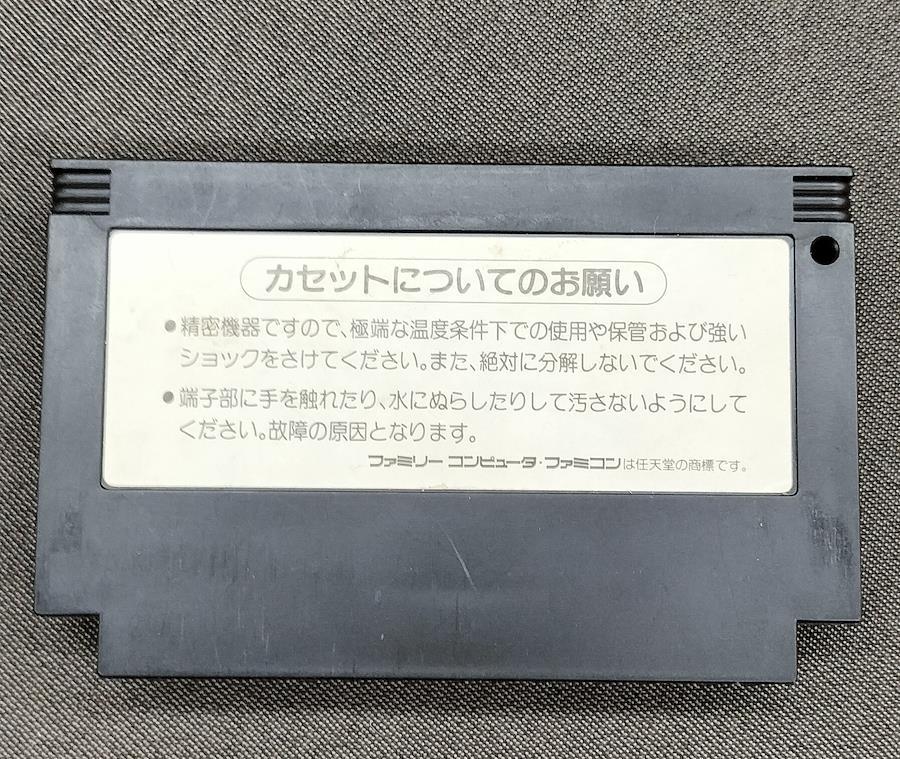 カセットについてのお願い
●精密機器ですので、極端な温度条件下での使用や保管および強い
ショックをさけてください。また、絶対に分解しないでください。
●端子部に手を触れたり、水にぬらしたりして汚さないようにして
ください。故障の原因となります。
ファミリーコンピュータ・ファミコンは任天堂の商標です。